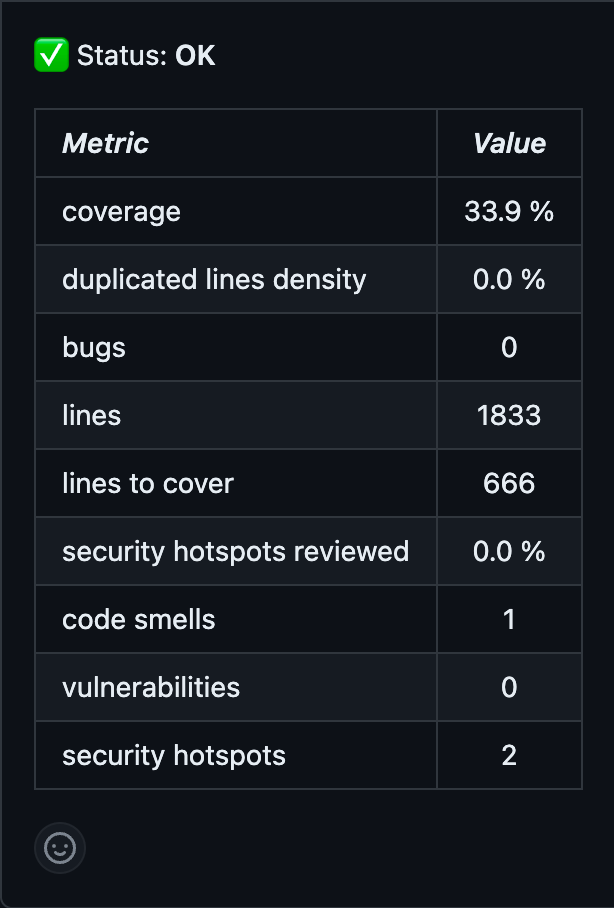 ✅ Status: OK
Metric Value
coverage 33.9 %
duplicated lines density 0.0 %
bugs 0
lines 1833
lines to cover 666
security hotspots reviewed 0.0 %
code smells 1
vulnerabilities 0
security hotspots 2